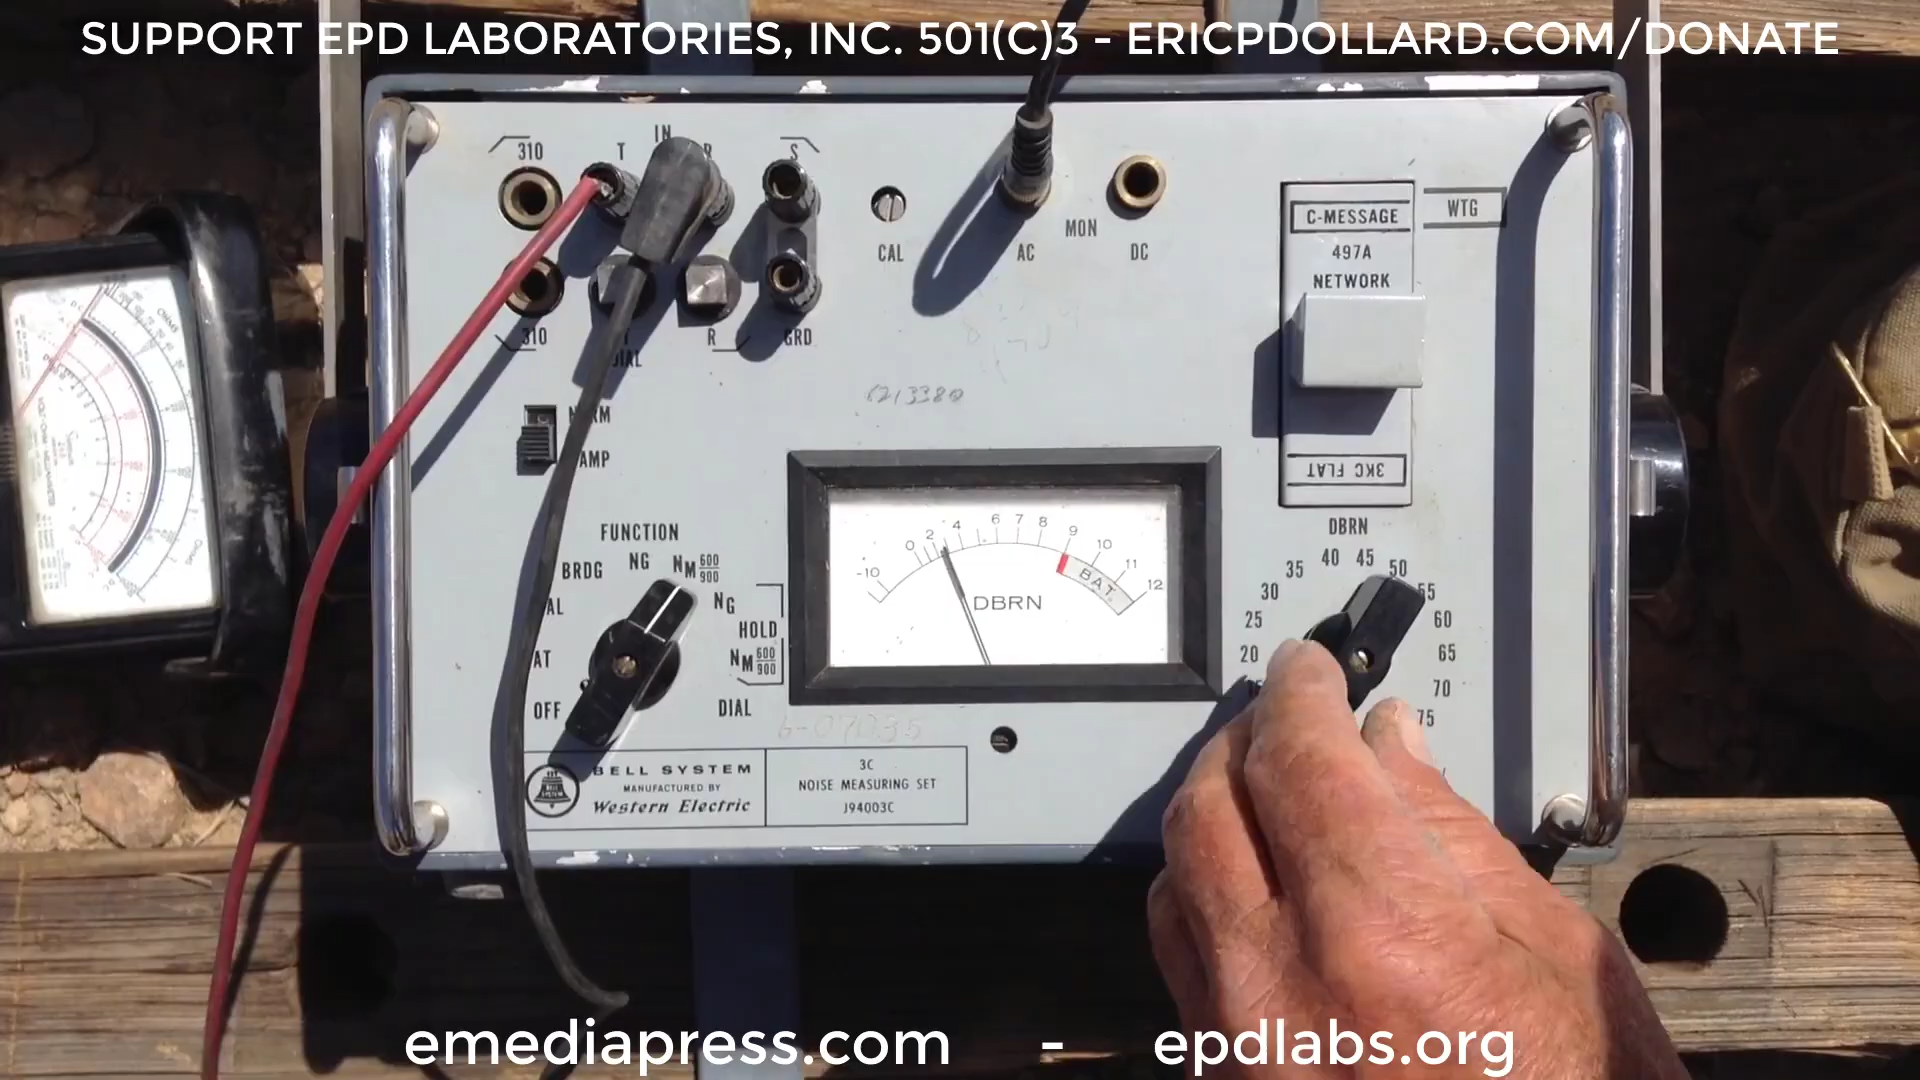 SUPPORT EPD LABORATORIES, INC. 501(C)3 - ERICPDOLLARD.COM/DONATE
IN
310 T R S
CAL AC MON DC
C-MESSAGE WTG
497A
NETWORK
310 R GRD
6213380
3KC FLAT
FUNCTION
BRDG NG NM 600 900
NG
HOLD
NM 600 900
OFF DIAL
-10 0 2 4 6 7 8 9 10 11 12
BAT.
DBRN
DBRN
20 25 30 35 40 45 50 55 60 65 70 75
6-07035
BELL SYSTEM
MANUFACTURED BY
Western Electric
3C
NOISE MEASURING SET
J94003C
OHMS
emediapress.com - epdlabs.org